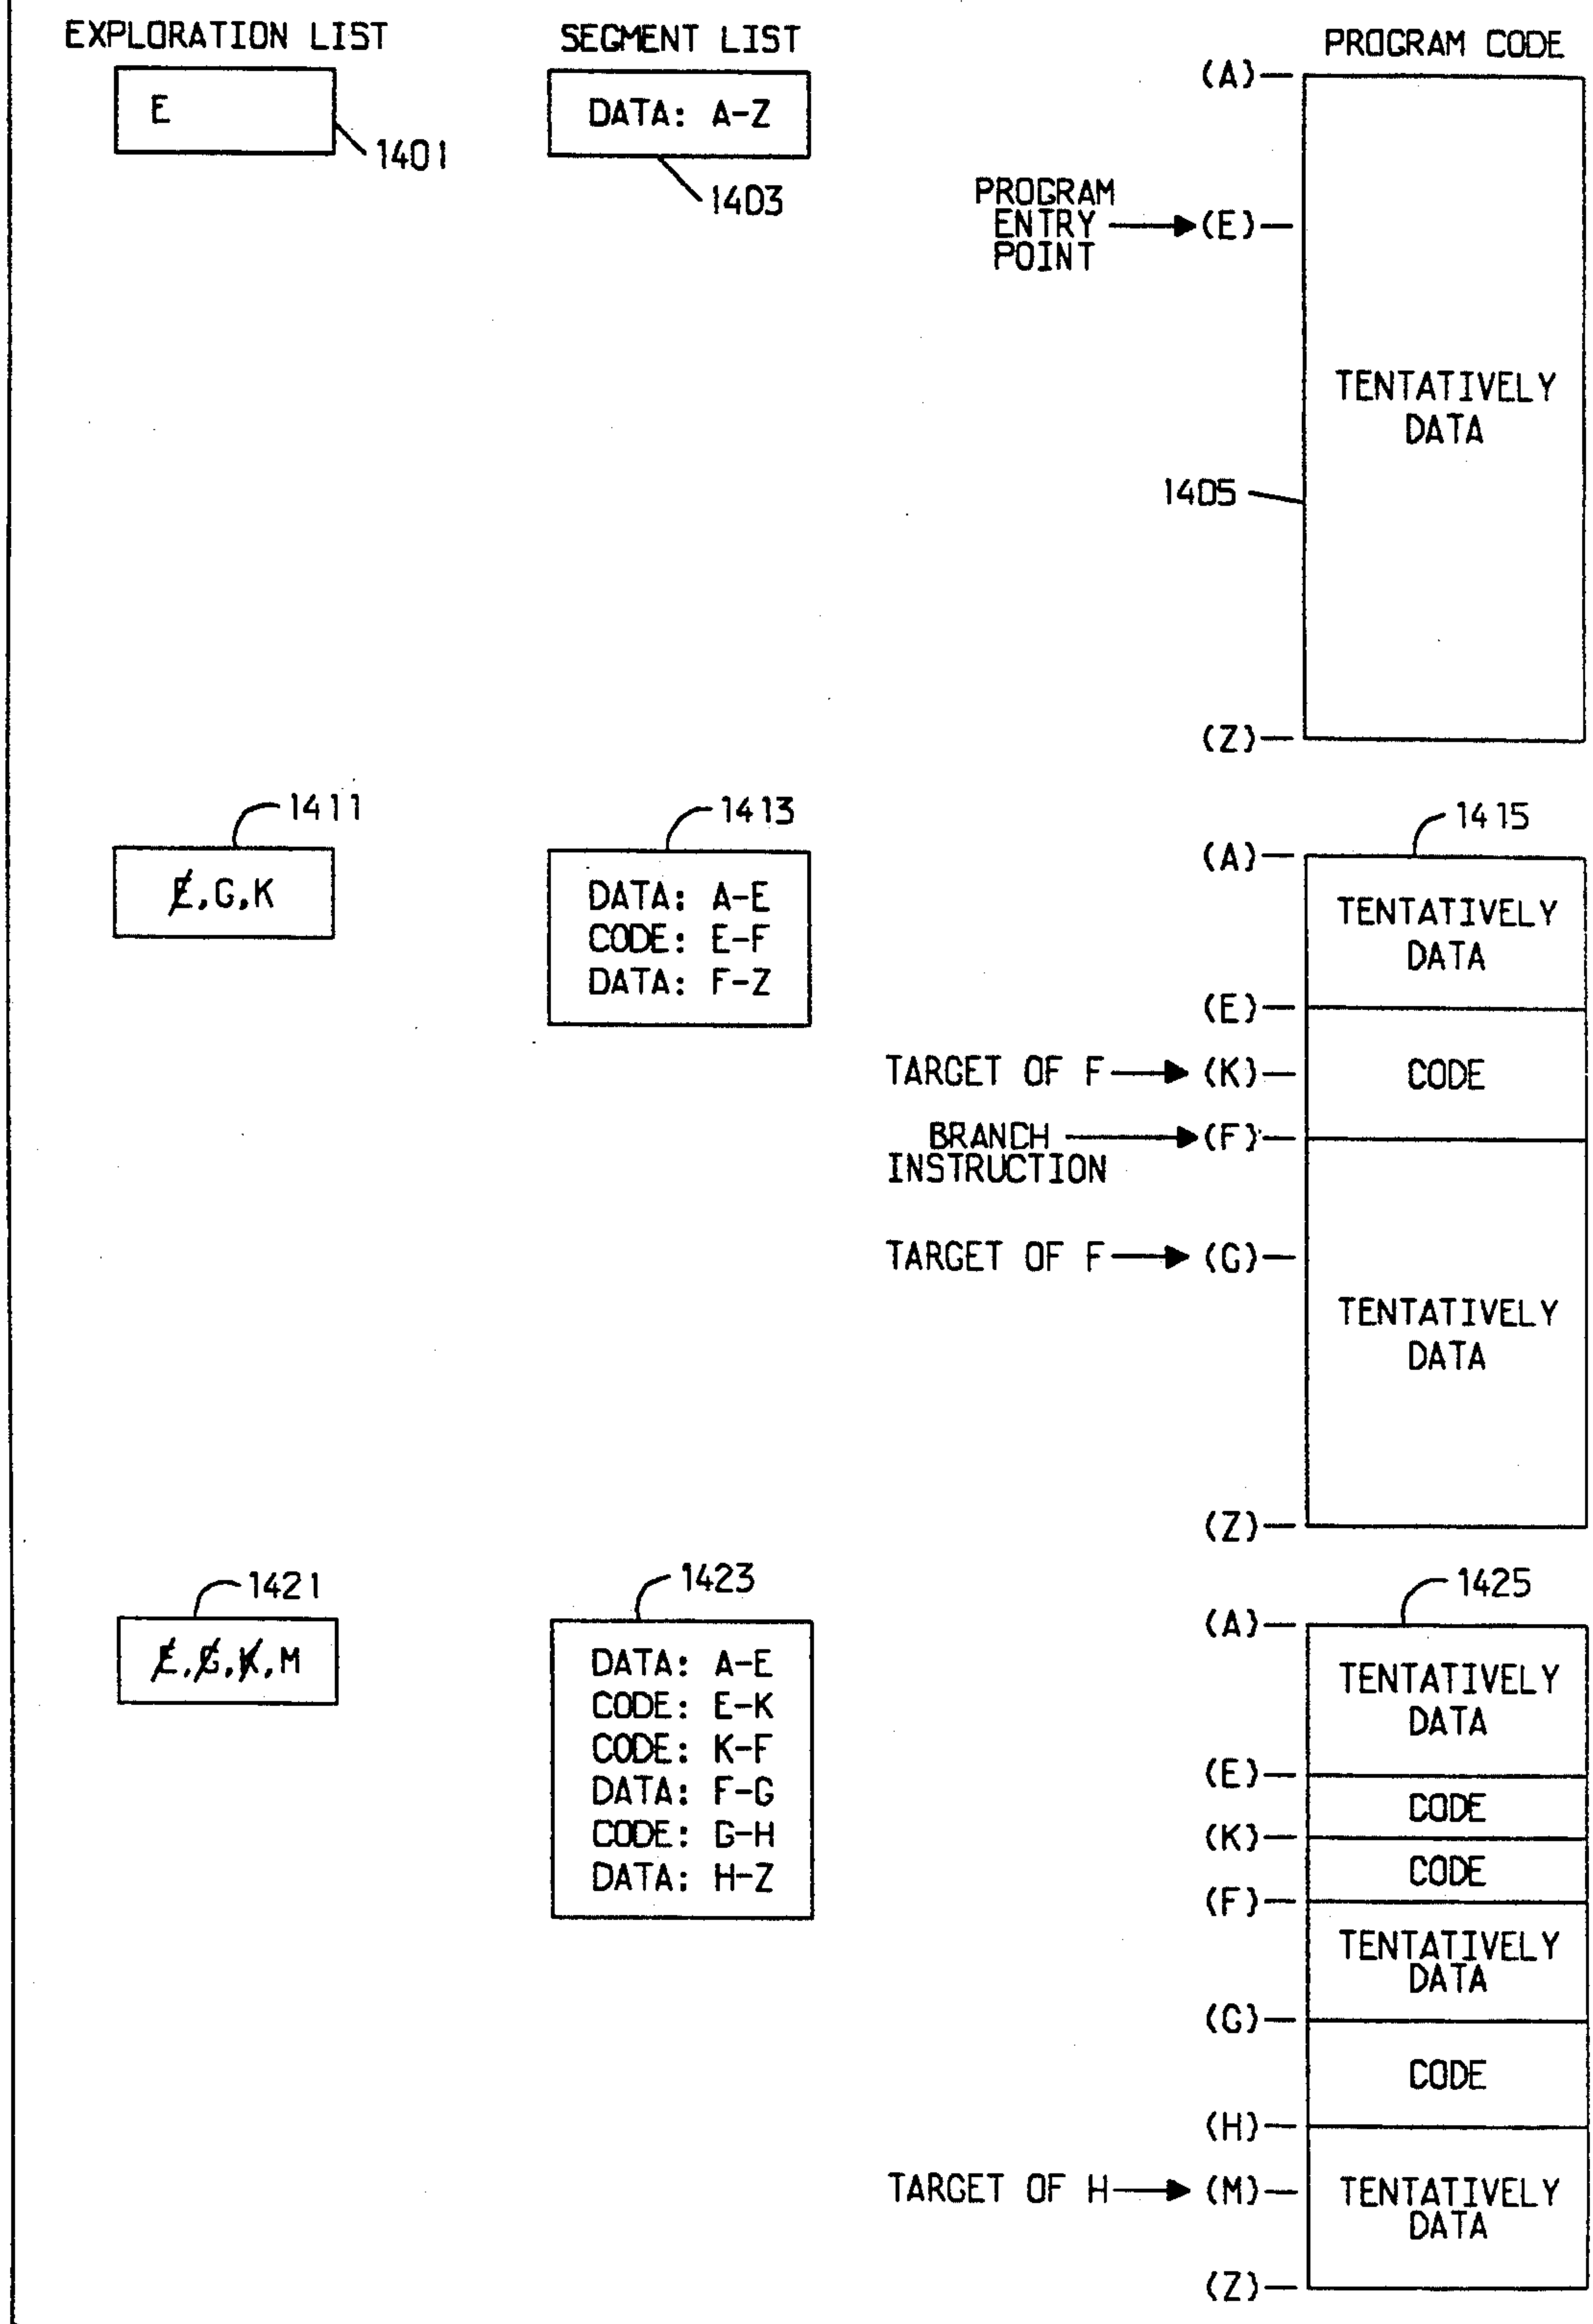 EXPLORATION LIST
SEGMENT LIST
PROGRAM CODE
E
1401
DATA: A-Z
1403
(A)
PROGRAM
ENTRY
POINT
(E)
TENTATIVELY
DATA
1405
(Z)
1411
E,G,K
1413
DATA: A-E
CODE: E-F
DATA: F-Z
1415
(A)
TENTATIVELY
DATA
(E)
TARGET OF F
(K)
CODE
BRANCH
INSTRUCTION
(F)
TARGET OF F
(G)
TENTATIVELY
DATA
(Z)
1421
E,G,K,M
1423
DATA: A-E
CODE: E-K
CODE: K-F
DATA: F-G
CODE: G-H
DATA: H-Z
1425
(A)
TENTATIVELY
DATA
(E)
CODE
(K)
CODE
(F)
TENTATIVELY
DATA
(G)
CODE
(H)
TARGET OF H
(M)
TENTATIVELY
DATA
(Z)